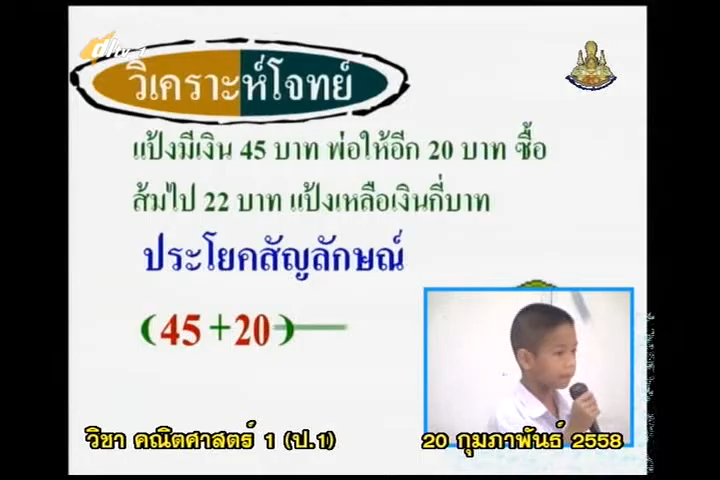 วิเคราะห์โจทย์
แป้งมีเงิน 45 บาท พ่อให้อีก 20 บาท ซื้อ
ส้มไป 22 บาท แป้งเหลือเงินกี่บาท
ประโยคสัญลักษณ์
(45+20)
วิชา คณิตศาสตร์ 1 (ป.1)
20 กุมภาพันธ์ 2558